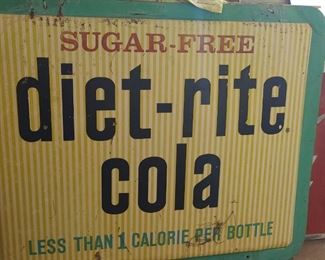 SUGAR-FREE
diet-rite
cola
LESS THAN 1 CALORIE PER BOTTLE